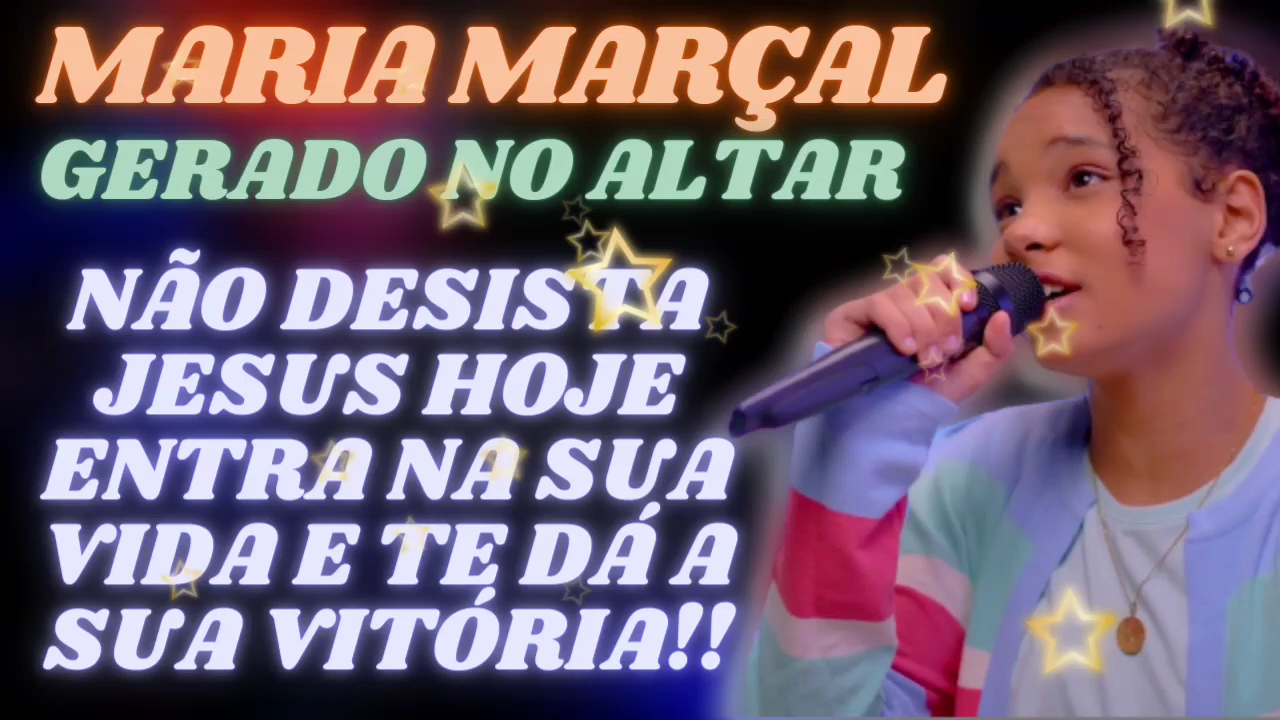 MARIA MARÇAL
GERADO NO ALTAR
NÃO DESISTA
JESUS HOJE
ENTRA NA SUA
VIDA E TE DÁ A
SUA VITÓRIA!!